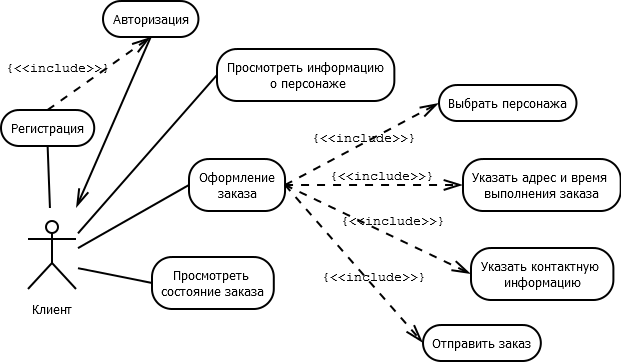 Авторизация
{<<include>>}
Просмотреть информацию
о персонаже
Выбрать персонажа
Регистрация
{<<include>>}
Оформление
заказа
{<<include>>}
Указать адрес и время
выполнения заказа
{<<include>>}
Просмотреть
состояние заказа
Указать контактную
информацию
{<<include>>}
Клиент
Отправить заказ